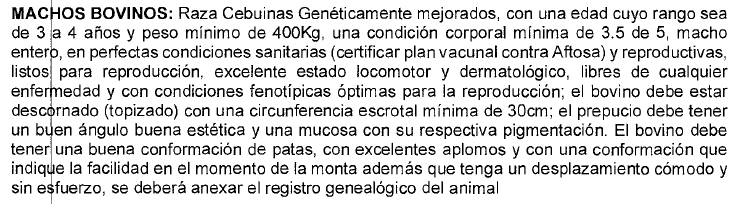 MACHOS BOVINOS: Raza Cebuinas Genéticamente mejorados, con una edad cuyo rango sea
de 3 a 4 años y peso mínimo de 400Kg, una condición corporal mínima de 3.5 de 5, macho
entero, en perfectas condiciones sanitarias (certificar plan vacunal contra Aftosa) y reproductivas,
listos para reproducción, excelente estado locomotor y dermatológico, libres de cualquier
enfermedad y con condiciones fenotípicas óptimas para la reproducción; el bovino debe estar
descornado (topizado) con una circunferencia escrotal mínima de 30cm; el prepucio debe tener
un buen ángulo buena estética y una mucosa con su respectiva pigmentación. El bovino debe
tener una buena conformación de patas, con excelentes aplomos y con una conformación que
indique la facilidad en el momento de la monta además que tenga un desplazamiento cómodo y
sin esfuerzo, se deberá anexar el registro genealógico del animal